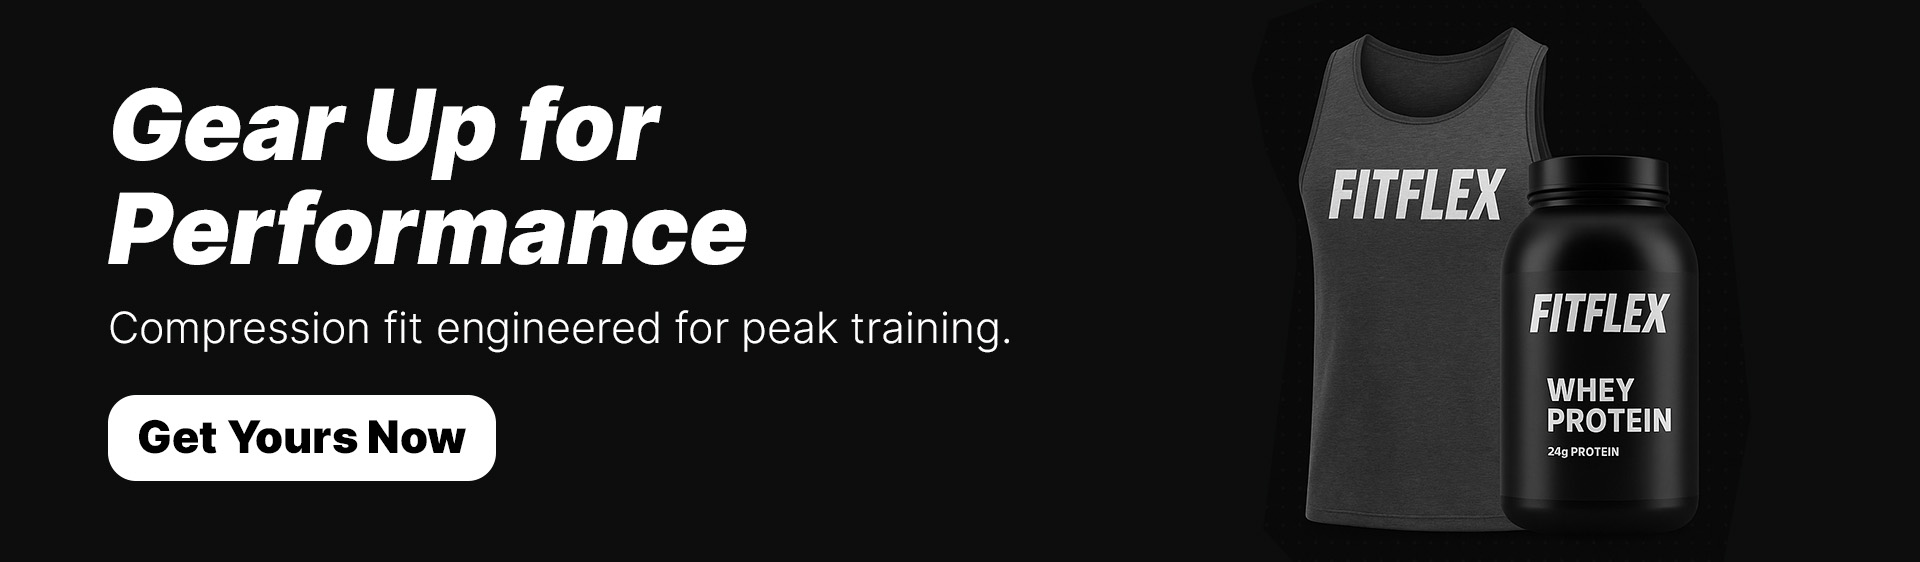 Gear Up for
Performance
Compression fit engineered for peak training.
Get Yours Now
FITFLEX
FITFLEX
WHEY
PROTEIN
24g PROTEIN